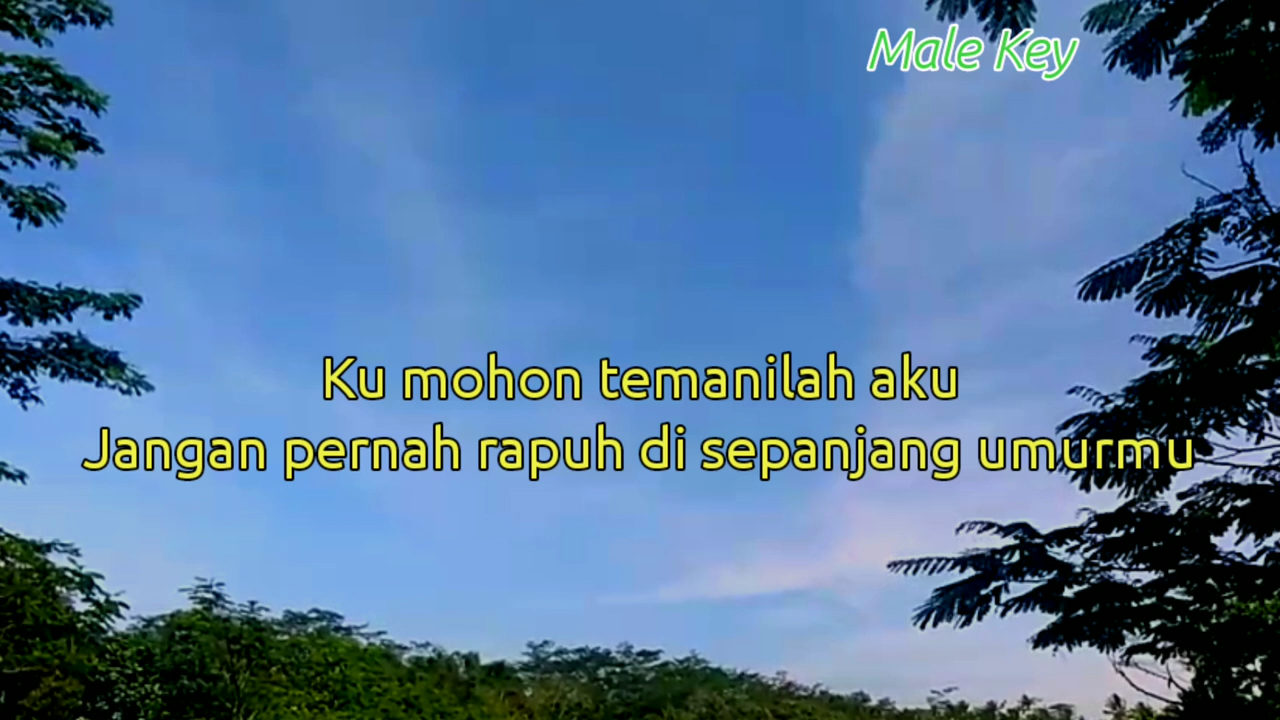 Male Key
Ku mohon temanilah aku
Jangan pernah rapuh di sepanjang umurmu